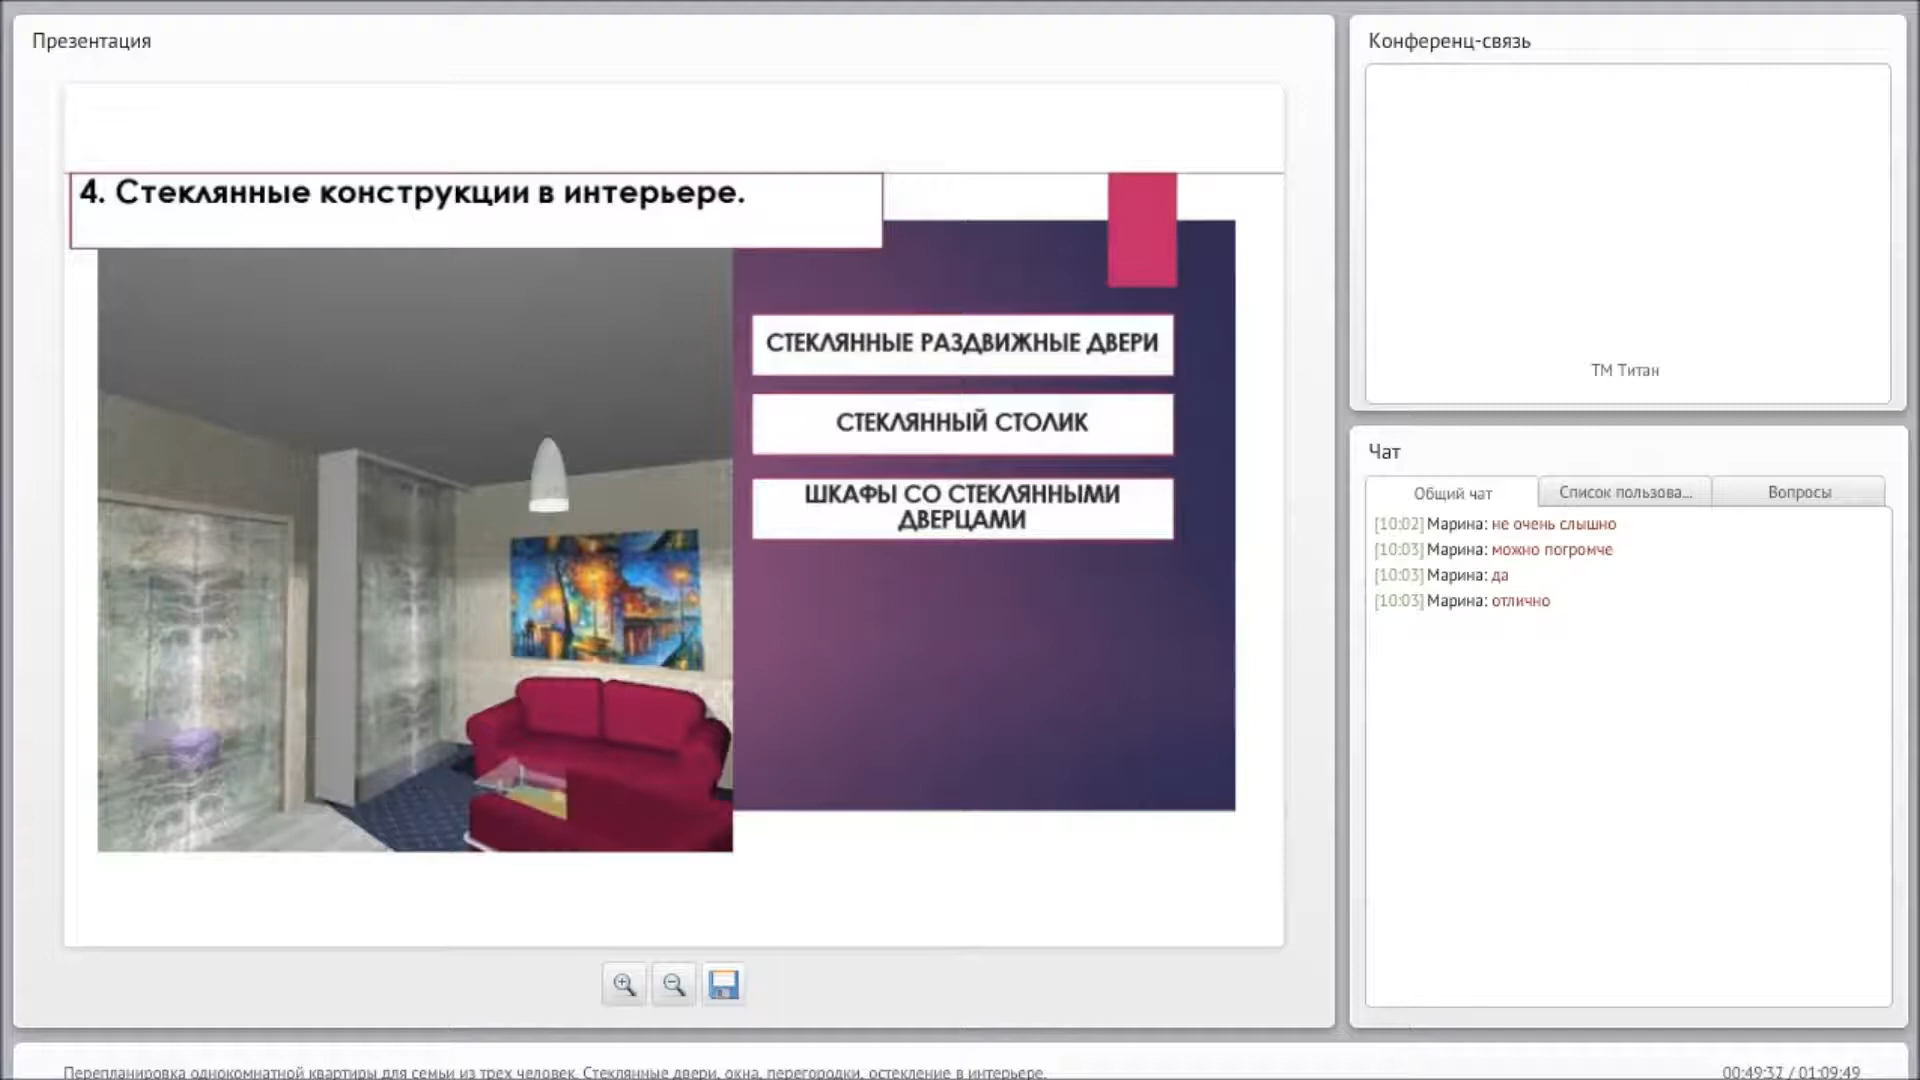 Презентация
4. Стеклянные конструкции в интерьере.
СТЕКЛЯННЫЕ РАЗДВИЖНЫЕ ДВЕРИ
СТЕКЛЯННЫЙ СТОЛИК
ШКАФЫ СО СТЕКЛЯННЫМИ
ДВЕРЦАМИ
Конференц-связь
ТМ Титан
Чат
Общий чат
Список пользова...
Вопросы
[10:02] Марина: не очень слышно
[10:03] Марина: можно погромче
[10:03] Марина: да
[10:03] Марина: отлично
Перепланировка однокомнатной квартиры для семьи из трех человек. Стеклянные двери, окна, перегородки, остекление в интерьере.
00:49:37 / 01:09:49